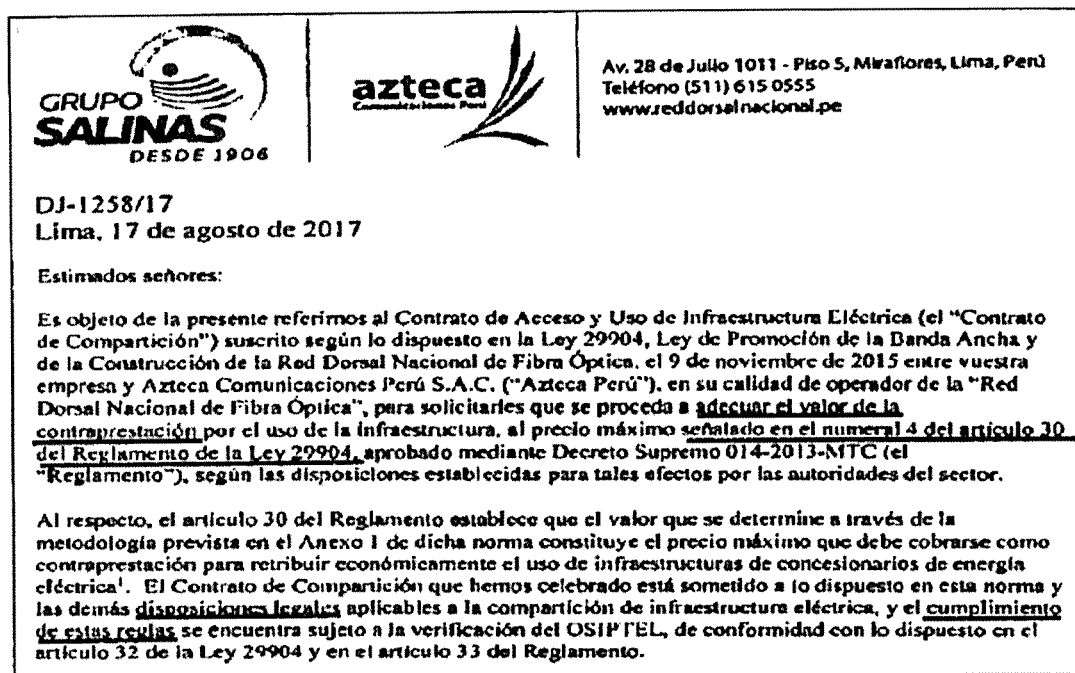 GRUPO
SALINAS
DESDE 1906
azteca
Comunicaciones Perú
Av. 28 de Julio 1011 - Piso 5, Miraflores, Lima, Perú
Teléfono (511) 615 0555
www.reddorsalnacional.pe
DJ-1258/17
Lima, 17 de agosto de 2017
Estimados señores:
Es objeto de la presente referirnos al Contrato de Acceso y Uso de Infraestructura Eléctrica (el “Contrato
de Compartición”) suscrito según lo dispuesto en la Ley 29904, Ley de Promoción de la Banda Ancha y
de la Construcción de la Red Dorsal Nacional de Fibra Óptica, el 9 de noviembre de 2015 entre vuestra
empresa y Azteca Comunicaciones Perú S.A.C. (“Azteca Perú”), en su calidad de operador de la “Red
Dorsal Nacional de Fibra Óptica”, para solicitarles que se proceda a adecuar el valor de la
contraprestación por el uso de la infraestructura, al precio máximo señalado en el numeral 4 del artículo 30
del Reglamento de la Ley 29904, aprobado mediante Decreto Supremo 014-2013-MTC (el
“Reglamento”), según las disposiciones establecidas para tales efectos por las autoridades del sector.
Al respecto, el artículo 30 del Reglamento establece que el valor que se determine a través de la
metodología prevista en el Anexo 1 de dicha norma constituye el precio máximo que debe cobrarse como
contraprestación para retribuir económicamente el uso de infraestructuras de concesionarios de energía
eléctrica¹. El Contrato de Compartición que hemos celebrado está sometido a lo dispuesto en esta norma y
las demás disposiciones legales aplicables a la compartición de infraestructura eléctrica, y el cumplimiento
de estas reglas se encuentra sujeto a la verificación del OSIPTEL, de conformidad con lo dispuesto en el
artículo 32 de la Ley 29904 y en el artículo 33 del Reglamento.